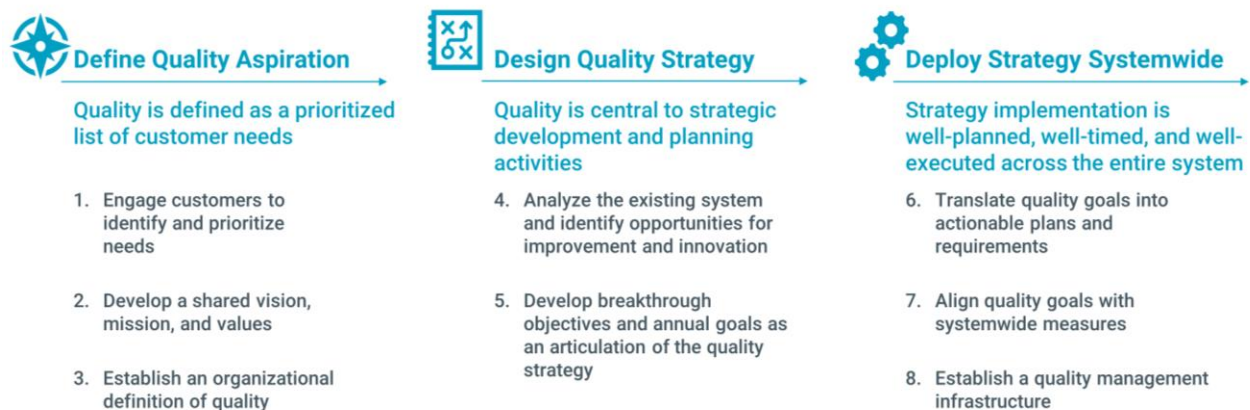 Define Quality Aspiration
Quality is defined as a prioritized
list of customer needs
1. Engage customers to
identify and prioritize
needs
2. Develop a shared vision,
mission, and values
3. Establish an organizational
definition of quality
Design Quality Strategy
Quality is central to strategic
development and planning
activities
4. Analyze the existing system
and identify opportunities for
improvement and innovation
5. Develop breakthrough
objectives and annual goals as
an articulation of the quality
strategy
Deploy Strategy Systemwide
Strategy implementation is
well-planned, well-timed, and well-
executed across the entire system
6. Translate quality goals into
actionable plans and
requirements
7. Align quality goals with
systemwide measures
8. Establish a quality management
infrastructure